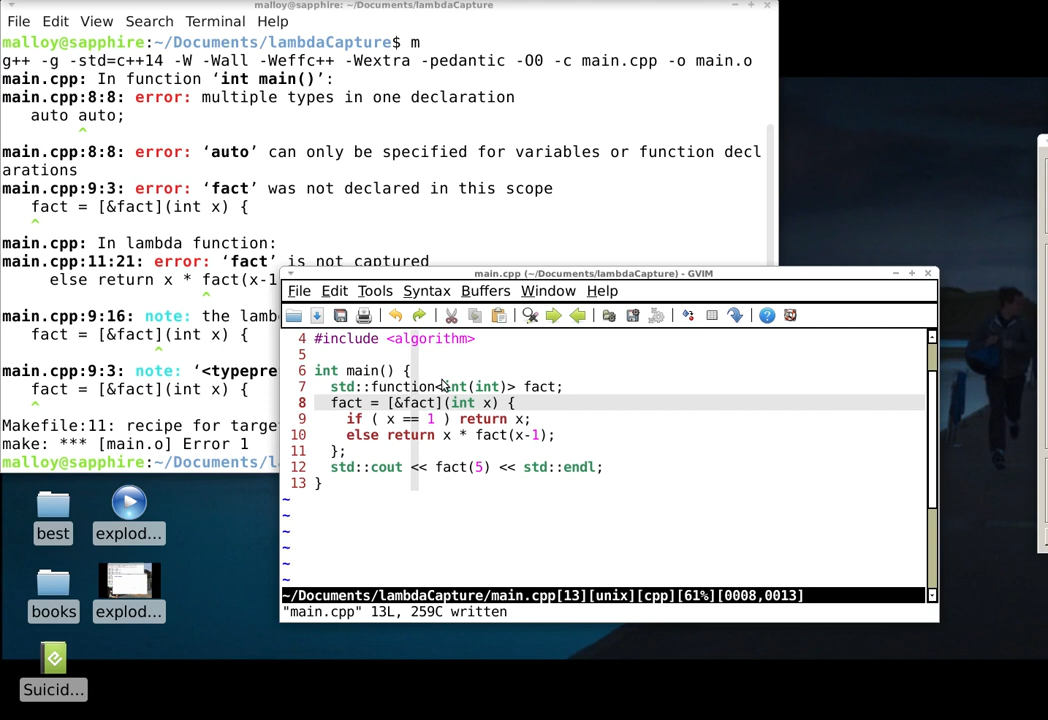 malloy@sapphire: ~/Documents/lambdaCapture
File Edit View Search Terminal Help
malloy@sapphire:~/Documents/lambdaCapture$ m
g++ -g -std=c++14 -W -Wall -Weffc++ -Wextra -pedantic -O0 -c main.cpp -o main.o
main.cpp: In function ‘int main()’:
main.cpp:8:8: error: multiple types in one declaration
auto auto;
^
main.cpp:8:8: error: ‘auto’ can only be specified for variables or function decl
arations
main.cpp:9:3: error: ‘fact’ was not declared in this scope
fact = [&fact](int x) {
^
main.cpp: In lambda function:
main.cpp:11:21: error: ‘fact’ is not captured
else return x * fact(x-1
^
main.cpp:9:16: note: the lamb
fact = [&fact](int x) {
^
main.cpp:9:3: note: ‘<typepre
fact = [&fact](int x) {
^
Makefile:11: recipe for targe
make: *** [main.o] Error 1
malloy@sapphire:~/Documents/l
main.cpp (~/Documents/lambdaCapture) - GVIM
File Edit Tools Syntax Buffers Window Help
4 #include <algorithm>
5
6 int main() {
7 std::function<int(int)> fact;
8 fact = [&fact](int x) {
9 if ( x == 1 ) return x;
10 else return x * fact(x-1);
11 };
12 std::cout << fact(5) << std::endl;
13 }
~
~
~
~
~
~
~/Documents/lambdaCapture/main.cpp[13][unix][cpp][61%][0008,0013]
"main.cpp" 13L, 259C written
best
explod...
books
explod...
Suicid...